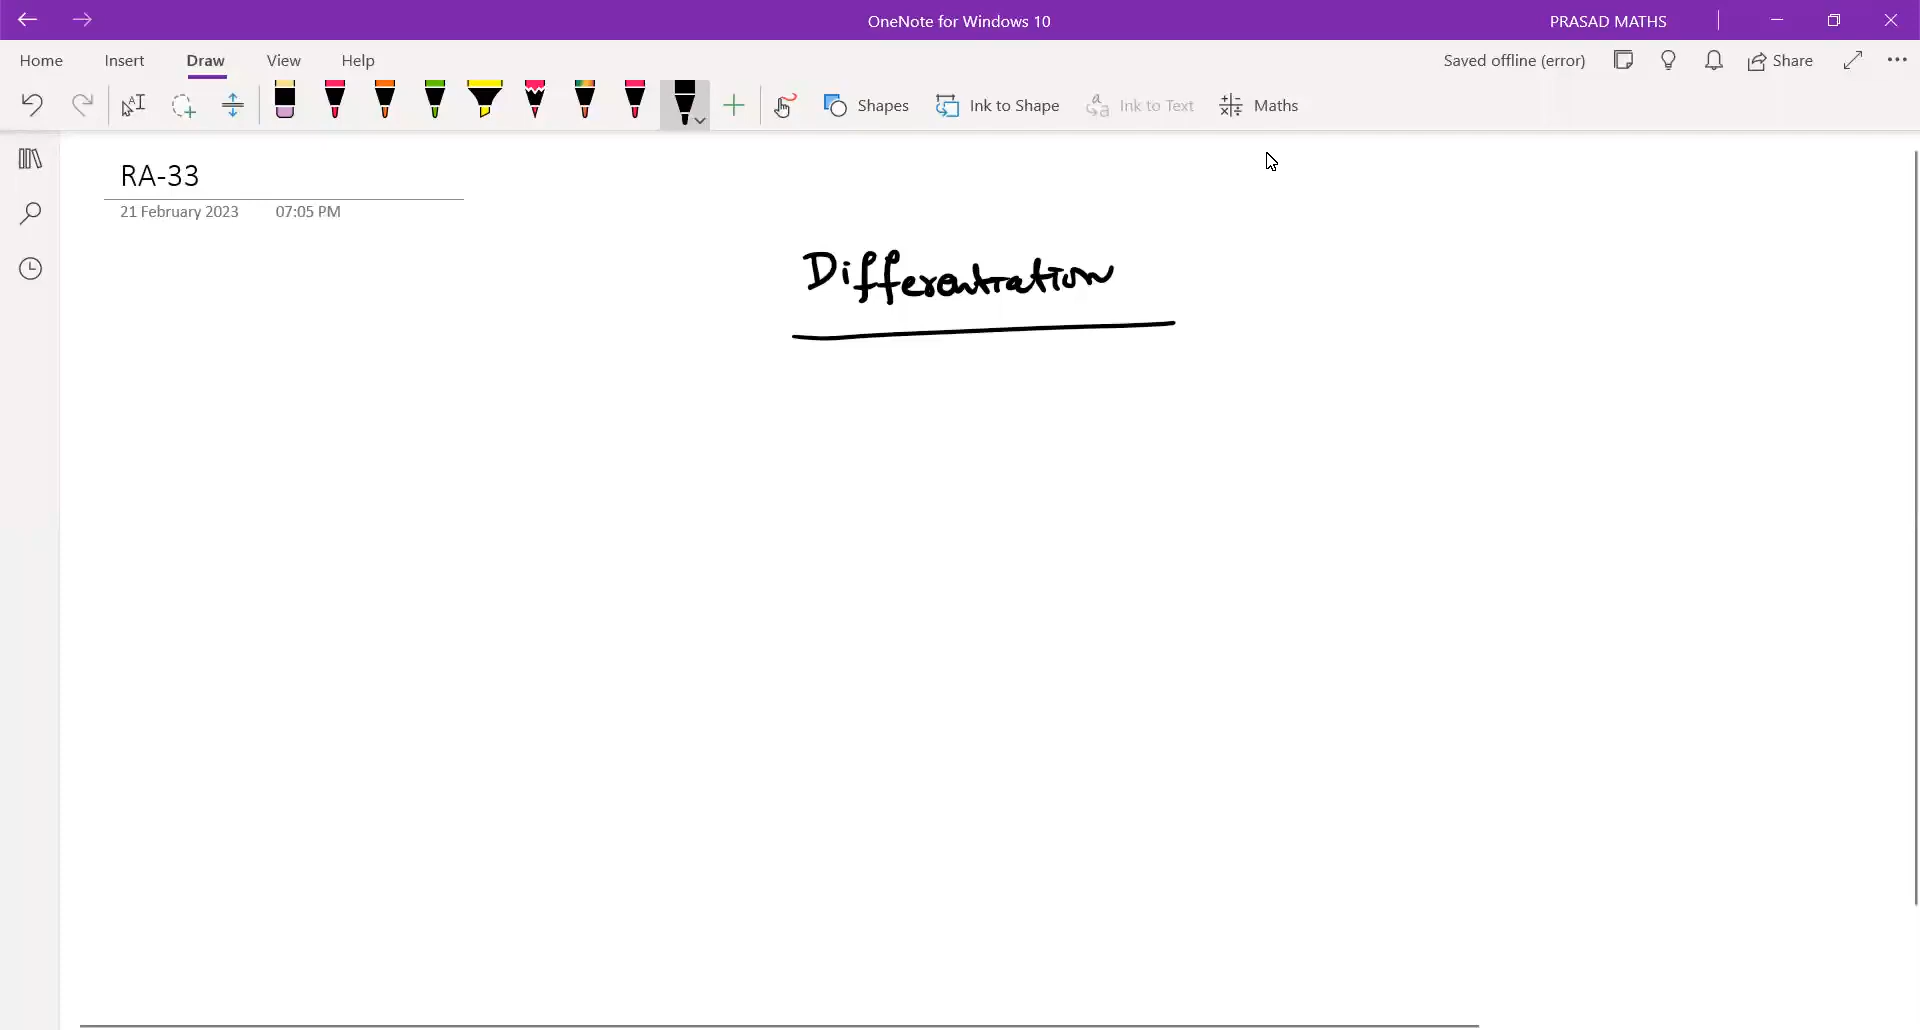 OneNote for Windows 10
PRASAD MATHS
Home Insert Draw View Help
Saved offline (error)
Share
Shapes
Ink to Shape
Ink to Text
Maths
RA-33
21 February 2023 07:05 PM
Differentiation